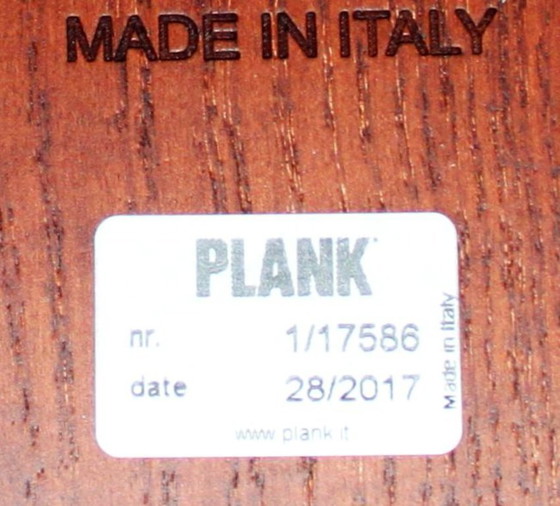 MADE IN ITALY
PLANK
nr. 1/17586
date 28/2017
www.plank.it
Made in Italy